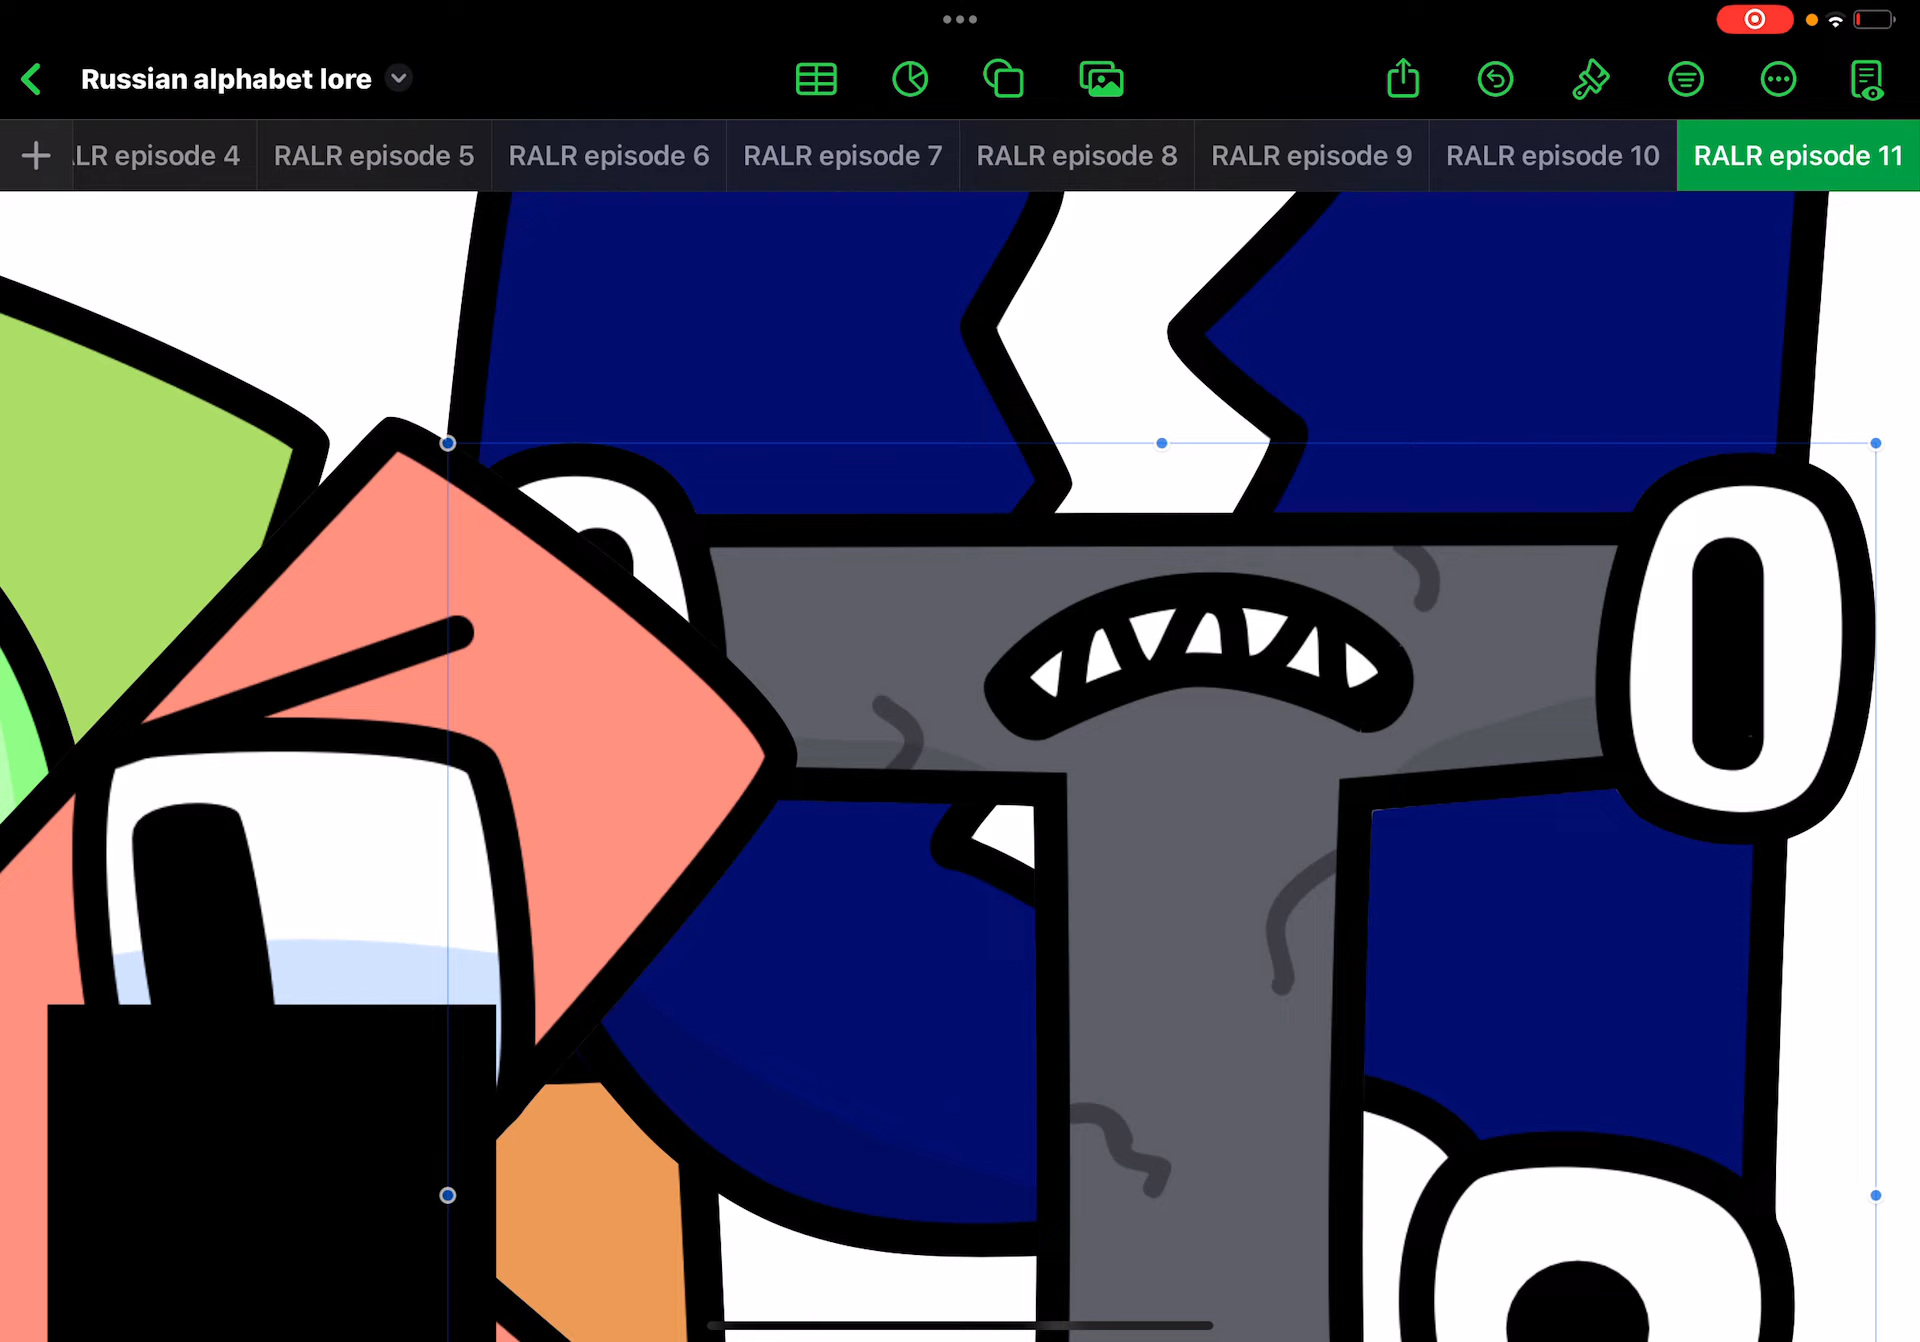 Russian alphabet lore
LR episode 4
RALR episode 5
RALR episode 6
RALR episode 7
RALR episode 8
RALR episode 9
RALR episode 10
RALR episode 11